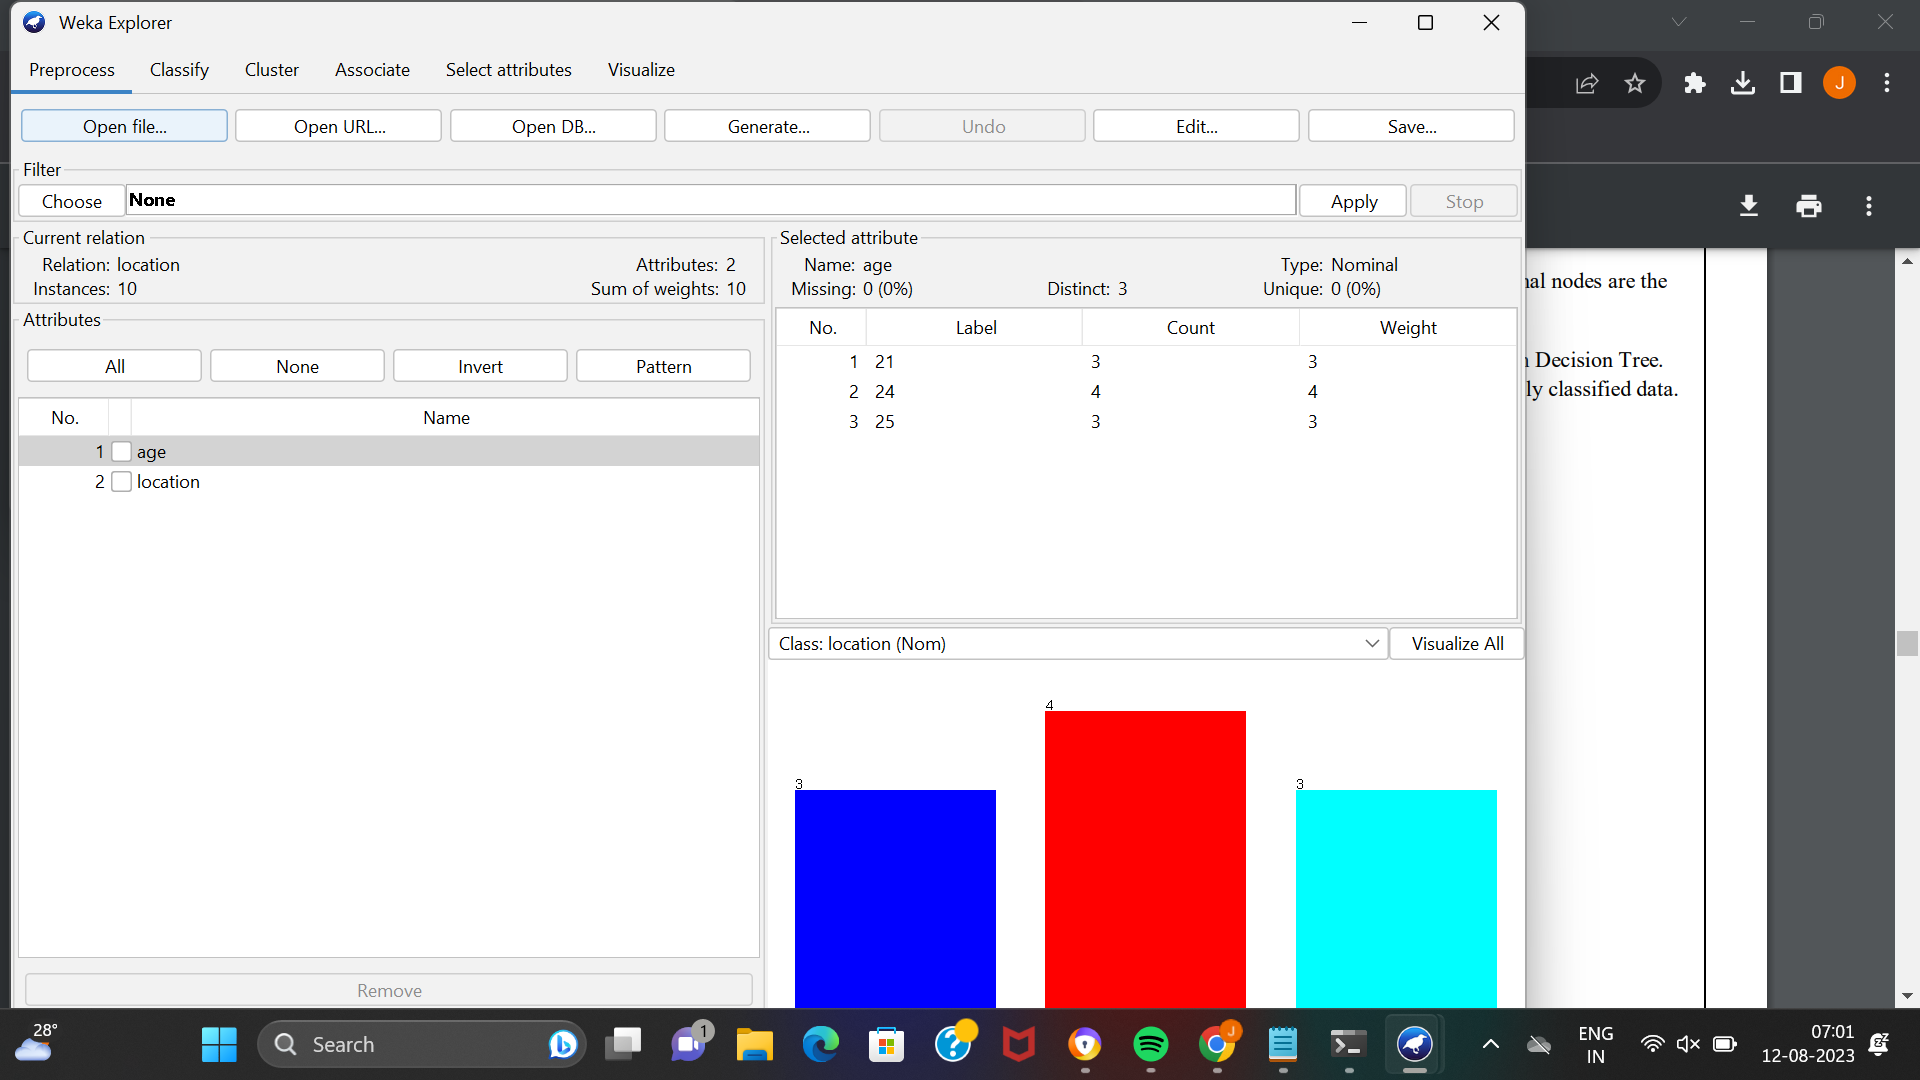 Weka Explorer
Preprocess Classify Cluster Associate Select attributes Visualize
Open file... Open URL... Open DB... Generate... Undo Edit... Save...
Filter
Choose None Apply Stop
Current relation
Relation: location Attributes: 2
Instances: 10 Sum of weights: 10
Attributes
All None Invert Pattern
No. Name
1 age
2 location
Remove
Selected attribute
Name: age Type: Nominal
Missing: 0 (0%) Distinct: 3 Unique: 0 (0%)
No. Label Count Weight
1 21 3 3
2 24 4 4
3 25 3 3
Class: location (Nom) Visualize All
3 4 3
J
nodes are the
Decision Tree.
classified data.
28°
Search
1
J
ENG
IN
07:01
12-08-2023